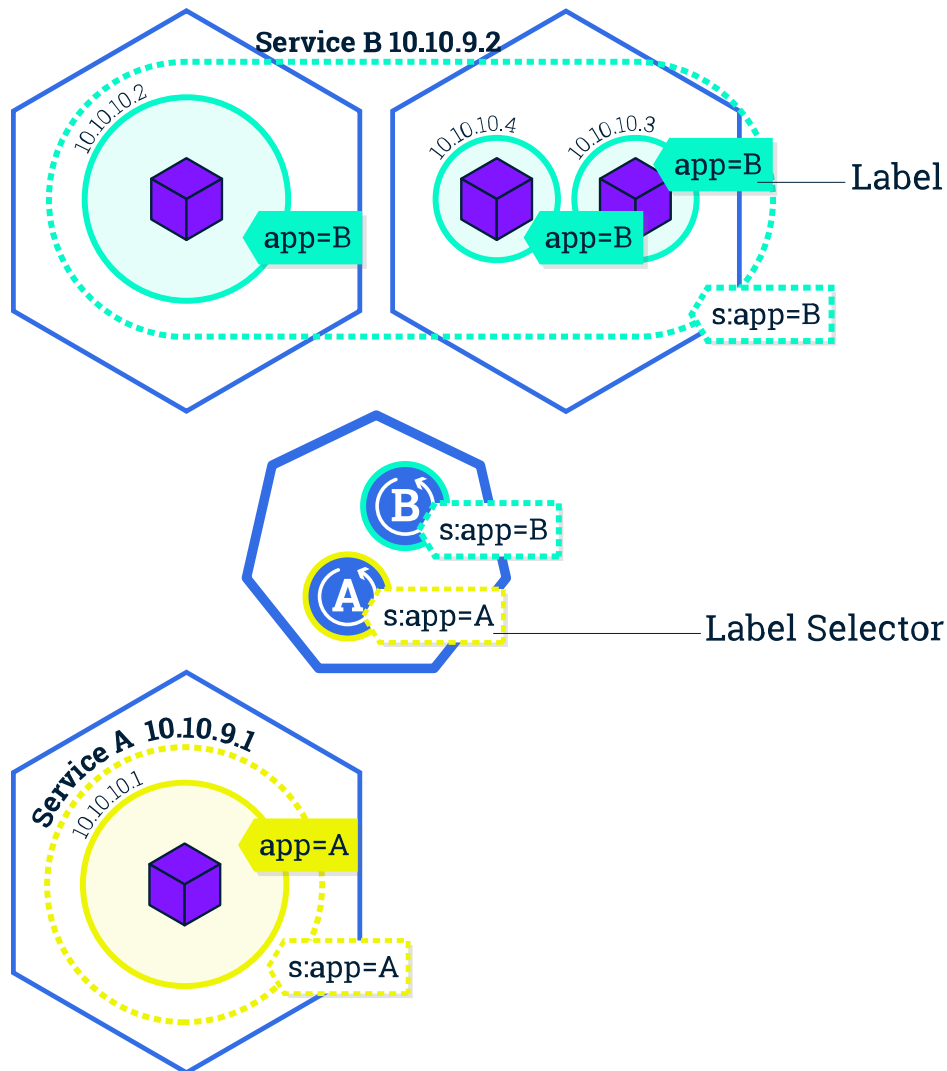 Service B 10.10.9.2
10.10.10.2
10.10.10.4
10.10.10.3
app=B
Label
app=B
app=B
s:app=B
B
s:app=B
A
s:app=A
Label Selector
Service A 10.10.9.1
10.10.10.1
app=A
s:app=A